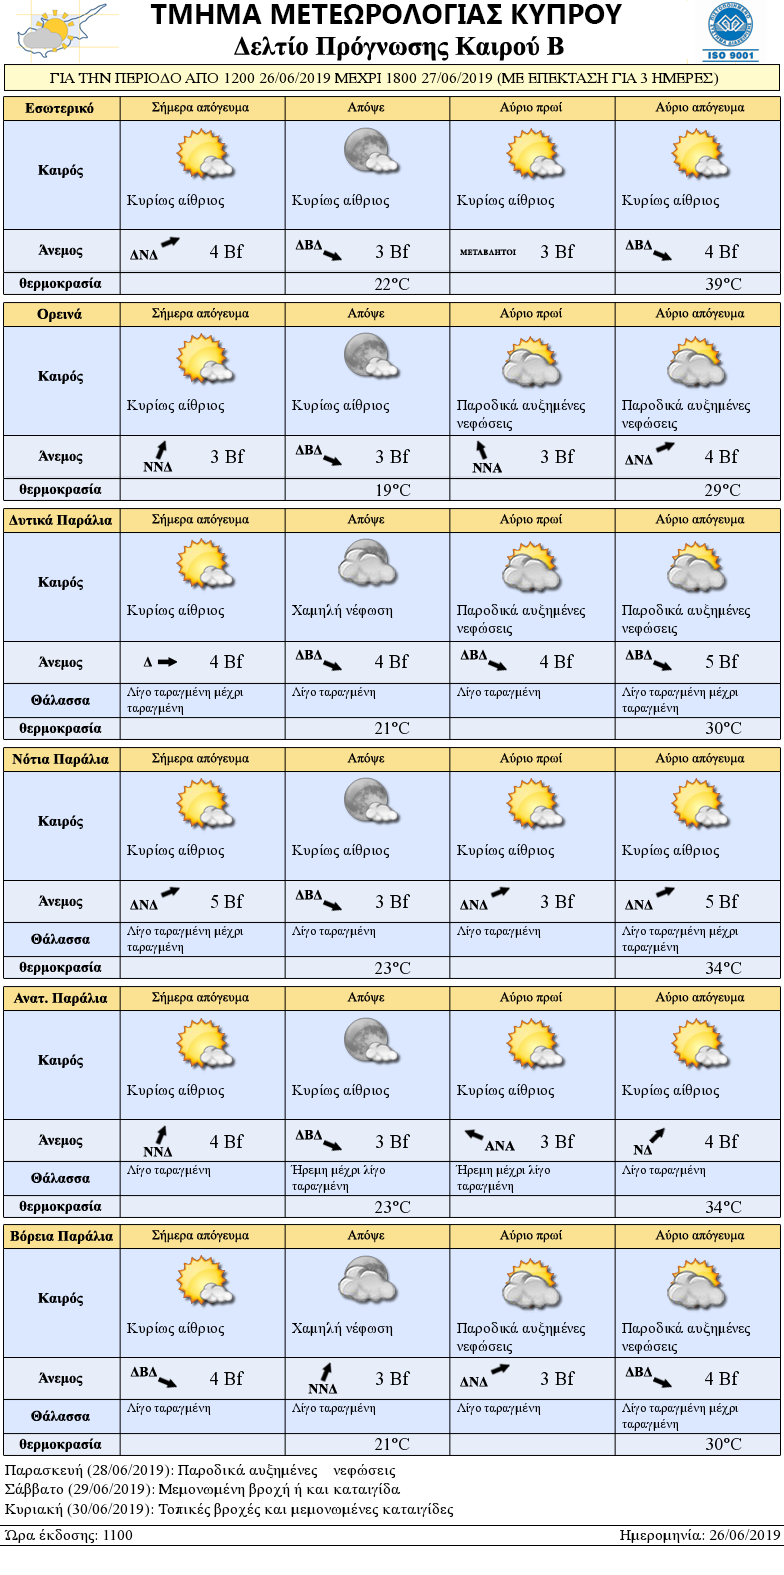 ΤΜΗΜΑ ΜΕΤΕΩΡΟΛΟΓΙΑΣ ΚΥΠΡΟΥ
Δελτίο Πρόγνωσης Καιρού Β
ISO 9001
ΓΙΑ ΤΗΝ ΠΕΡΙΟΔΟ ΑΠΟ 1200 26/06/2019 ΜΕΧΡΙ 1800 27/06/2019 (ΜΕ ΕΠΕΚΤΑΣΗ ΓΙΑ 3 ΗΜΕΡΕΣ)
Εσωτερικό Σήμερα απόγευμα Απόψε Αύριο πρωί Αύριο απόγευμα
Καιρός
Κυρίως αίθριος Κυρίως αίθριος Κυρίως αίθριος Κυρίως αίθριος
Άνεμος ΔΝΔ 4 Bf ΔΒΔ 3 Bf ΜΕΤΑΒΛΗΤΟΙ 3 Bf ΔΒΔ 4 Bf
θερμοκρασία 22°C 39°C
Ορεινά Σήμερα απόγευμα Απόψε Αύριο πρωί Αύριο απόγευμα
Καιρός
Κυρίως αίθριος Κυρίως αίθριος Παροδικά αυξημένες Παροδικά αυξημένες
νεφώσεις νεφώσεις
Άνεμος ΝΝΔ 3 Bf ΔΒΔ 3 Bf ΝΝΑ 3 Bf ΔΝΔ 4 Bf
θερμοκρασία 19°C 29°C
Δυτικά Παράλια Σήμερα απόγευμα Απόψε Αύριο πρωί Αύριο απόγευμα
Καιρός
Κυρίως αίθριος Χαμηλή νέφωση Παροδικά αυξημένες Παροδικά αυξημένες
νεφώσεις νεφώσεις
Άνεμος Δ 4 Bf ΔΒΔ 4 Bf ΔΒΔ 4 Bf ΔΒΔ 5 Bf
Θάλασσα Λίγο ταραγμένη μέχρι Λίγο ταραγμένη Λίγο ταραγμένη Λίγο ταραγμένη μέχρι
ταραγμένη ταραγμένη
θερμοκρασία 21°C 30°C
Νότια Παράλια Σήμερα απόγευμα Απόψε Αύριο πρωί Αύριο απόγευμα
Καιρός
Κυρίως αίθριος Κυρίως αίθριος Κυρίως αίθριος Κυρίως αίθριος
Άνεμος ΔΝΔ 5 Bf ΔΒΔ 3 Bf ΔΝΔ 3 Bf ΔΝΔ 5 Bf
Θάλασσα Λίγο ταραγμένη μέχρι Λίγο ταραγμένη Λίγο ταραγμένη Λίγο ταραγμένη μέχρι
ταραγμένη ταραγμένη
θερμοκρασία 23°C 34°C
Ανατ. Παράλια Σήμερα απόγευμα Απόψε Αύριο πρωί Αύριο απόγευμα
Καιρός
Κυρίως αίθριος Κυρίως αίθριος Κυρίως αίθριος Κυρίως αίθριος
Άνεμος ΝΝΔ 4 Bf ΔΒΔ 3 Bf ΑΝΑ 3 Bf ΝΔ 4 Bf
Θάλασσα Λίγο ταραγμένη Ήρεμη μέχρι λίγο Ήρεμη μέχρι λίγο Λίγο ταραγμένη
ταραγμένη ταραγμένη
θερμοκρασία 23°C 34°C
Βόρεια Παράλια Σήμερα απόγευμα Απόψε Αύριο πρωί Αύριο απόγευμα
Καιρός
Κυρίως αίθριος Χαμηλή νέφωση Παροδικά αυξημένες Παροδικά αυξημένες
νεφώσεις νεφώσεις
Άνεμος ΔΒΔ 4 Bf ΝΝΔ 3 Bf ΔΝΔ 3 Bf ΔΒΔ 4 Bf
Θάλασσα Λίγο ταραγμένη Λίγο ταραγμένη Λίγο ταραγμένη Λίγο ταραγμένη μέχρι
ταραγμένη
θερμοκρασία 21°C 30°C
Παρασκευή (28/06/2019): Παροδικά αυξημένες νεφώσεις
Σάββατο (29/06/2019): Μεμονωμένη βροχή ή και καταιγίδα
Κυριακή (30/06/2019): Τοπικές βροχές και μεμονωμένες καταιγίδες
Ώρα έκδοσης: 1100 Ημερομηνία: 26/06/2019